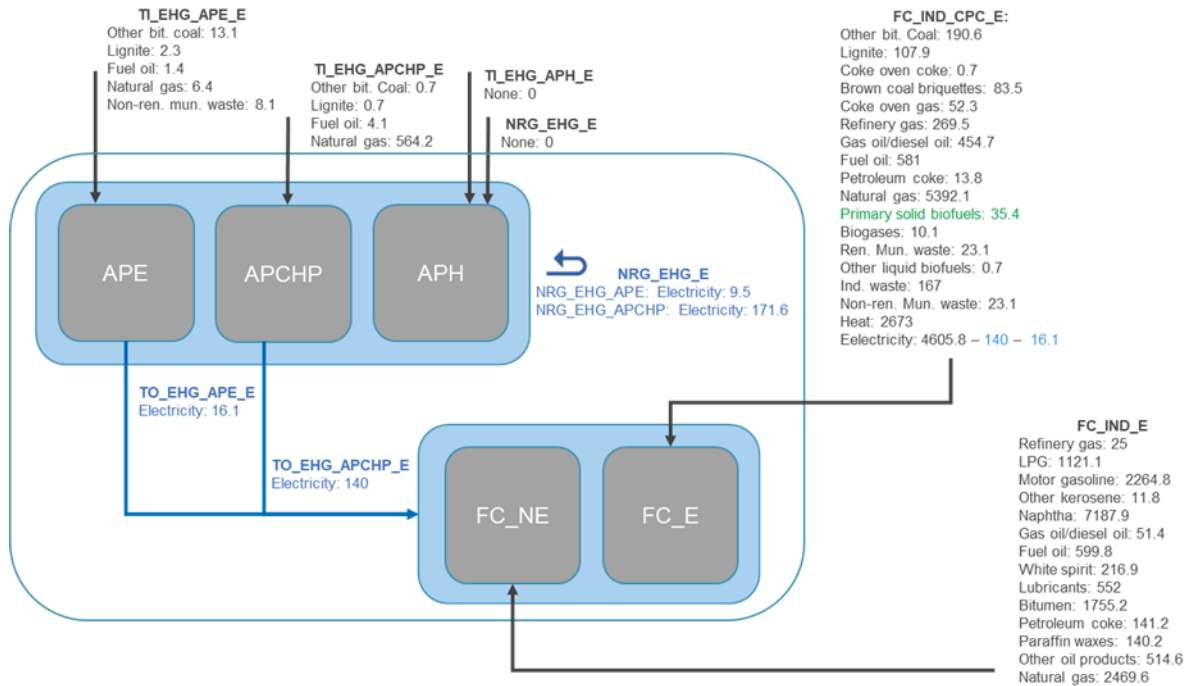 TI_EHG_APE_E
Other bit. coal: 13.1
Lignite: 2.3
Fuel oil: 1.4
Natural gas: 6.4
Non-ren. mun. waste: 8.1
TI_EHG_APCHP_E
Other bit. Coal: 0.7
Lignite: 0.7
Fuel oil: 4.1
Natural gas: 564.2
TI_EHG_APH_E
None: 0
NRG_EHG_E
None: 0
FC_IND_CPC_E:
Other bit. Coal: 190.6
Lignite: 107.9
Coke oven coke: 0.7
Brown coal briquettes: 83.5
Coke oven gas: 52.3
Refinery gas: 269.5
Gas oil/diesel oil: 454.7
Fuel oil: 581
Petroleum coke: 13.8
Natural gas: 5392.1
Primary solid biofuels: 35.4
Biogases: 10.1
Ren. Mun. waste: 23.1
Other liquid biofuels: 0.7
Ind. waste: 167
Non-ren. Mun. waste: 23.1
Heat: 2673
Eelectricity: 4605.8 – 140 – 16.1
APE
APCHP
APH
NRG_EHG_E
NRG_EHG_APE: Electricity: 9.5
NRG_EHG_APCHP: Electricity: 171.6
TO_EHG_APE_E
Electricity: 16.1
TO_EHG_APCHP_E
Electricity: 140
FC_NE
FC_E
FC_IND_E
Refinery gas: 25
LPG: 1121.1
Motor gasoline: 2264.8
Other kerosene: 11.8
Naphtha: 7187.9
Gas oil/diesel oil: 51.4
Fuel oil: 599.8
White spirit: 216.9
Lubricants: 552
Bitumen: 1755.2
Petroleum coke: 141.2
Paraffin waxes: 140.2
Other oil products: 514.6
Natural gas: 2469.6